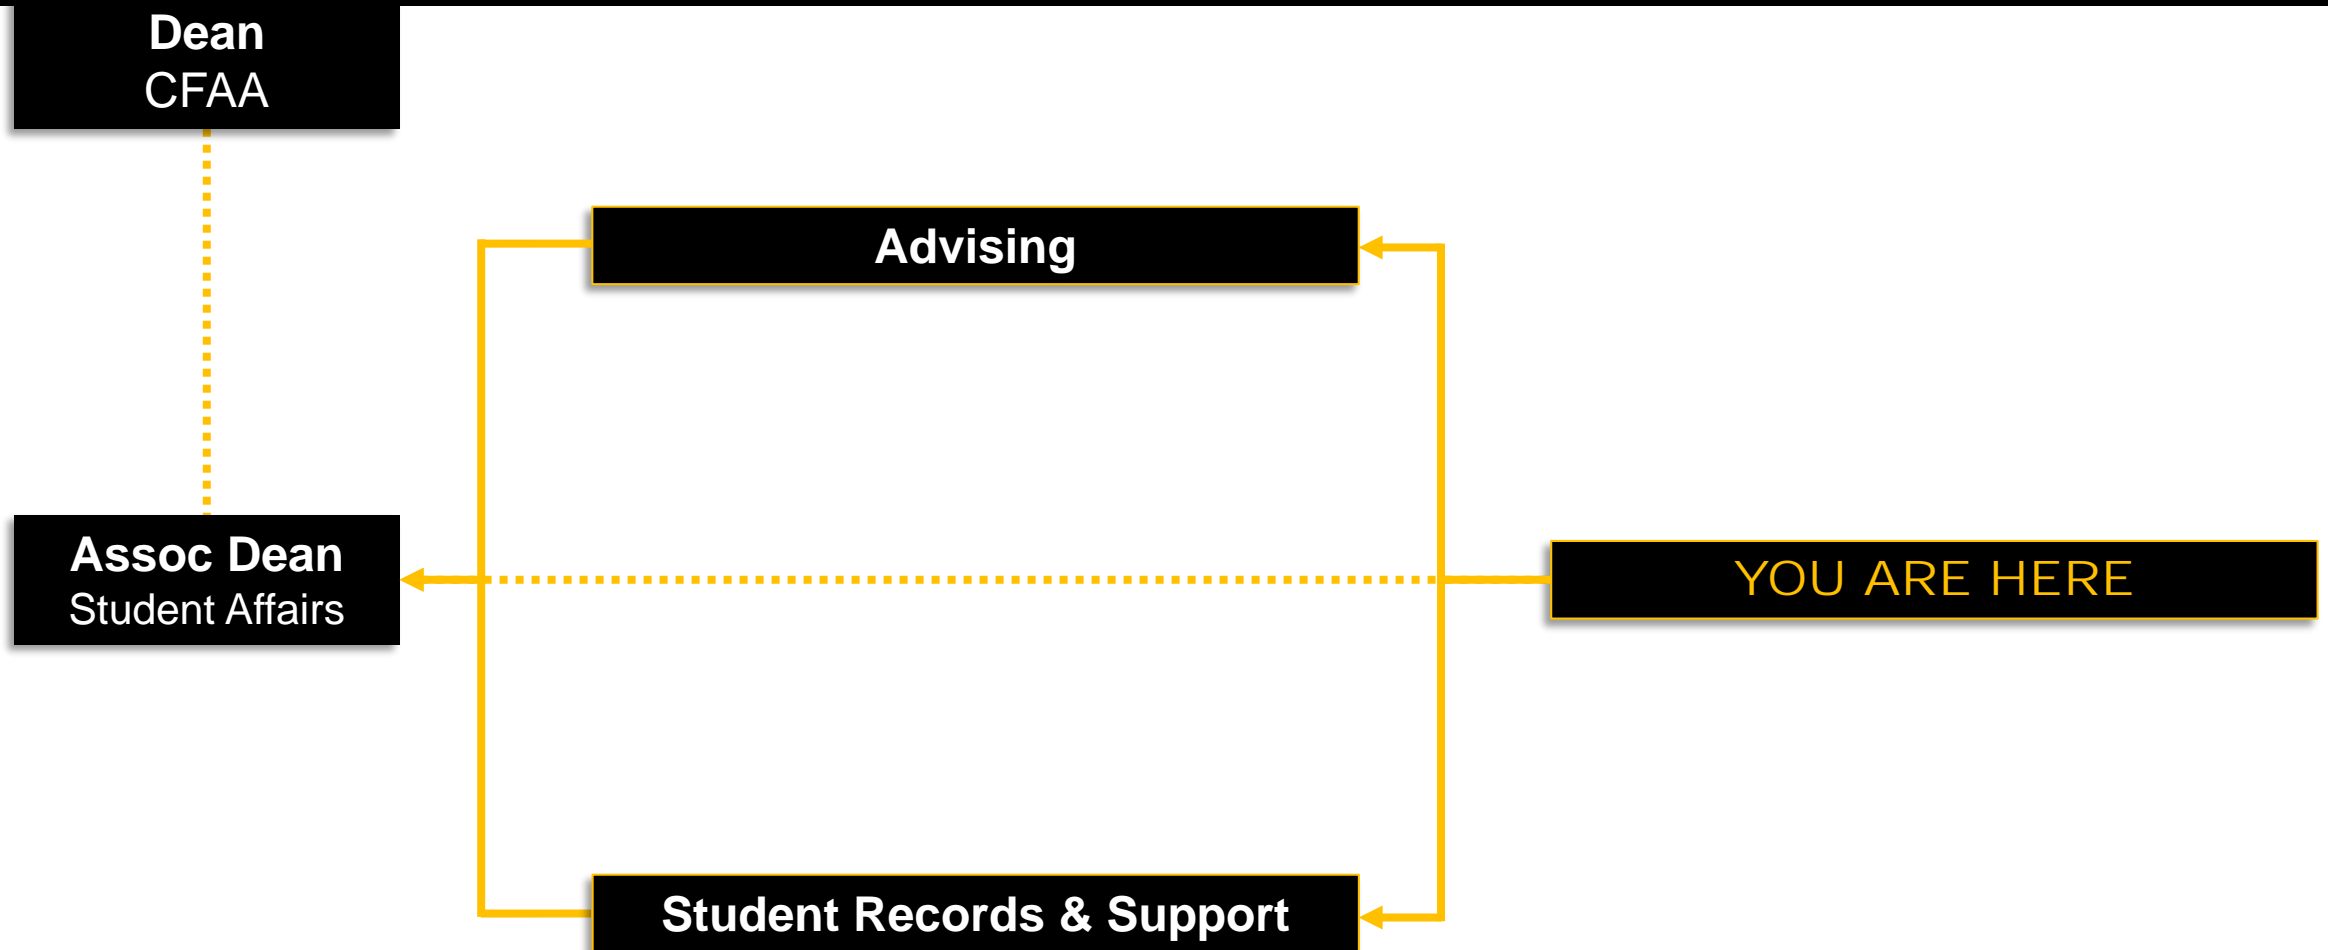 Dean
CFAA
Advising
Assoc Dean
Student Affairs
YOU ARE HERE
Student Records & Support